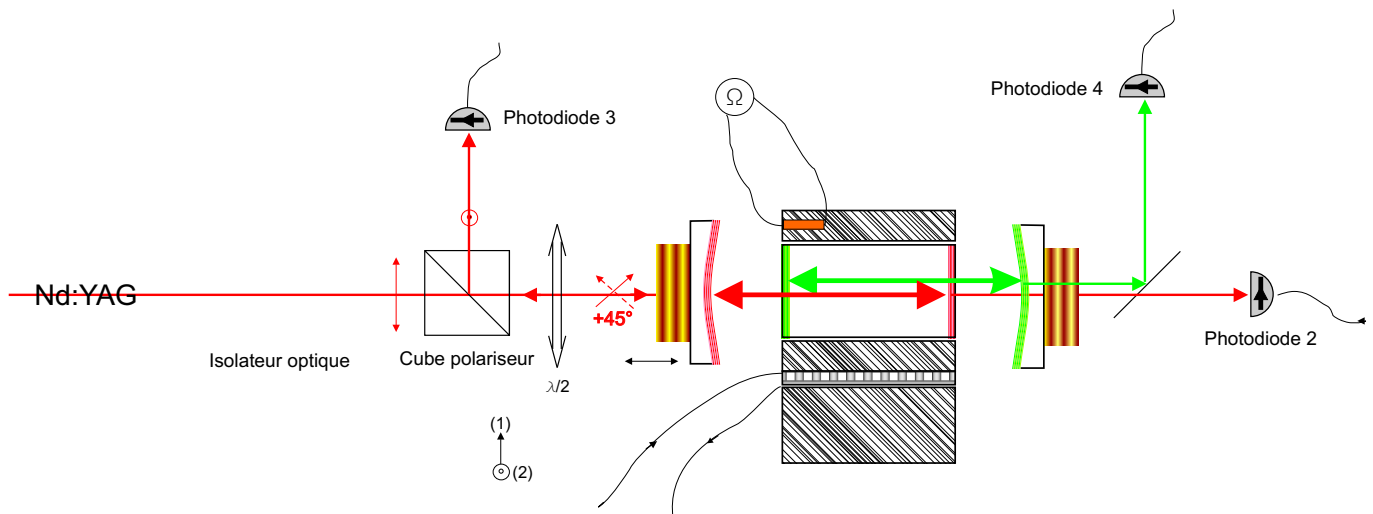 Photodiode 3
Photodiode 4
Ω
Nd:YAG
+45°
Isolateur optique
Cube polariseur
λ/2
Photodiode 2
(1)
(2)